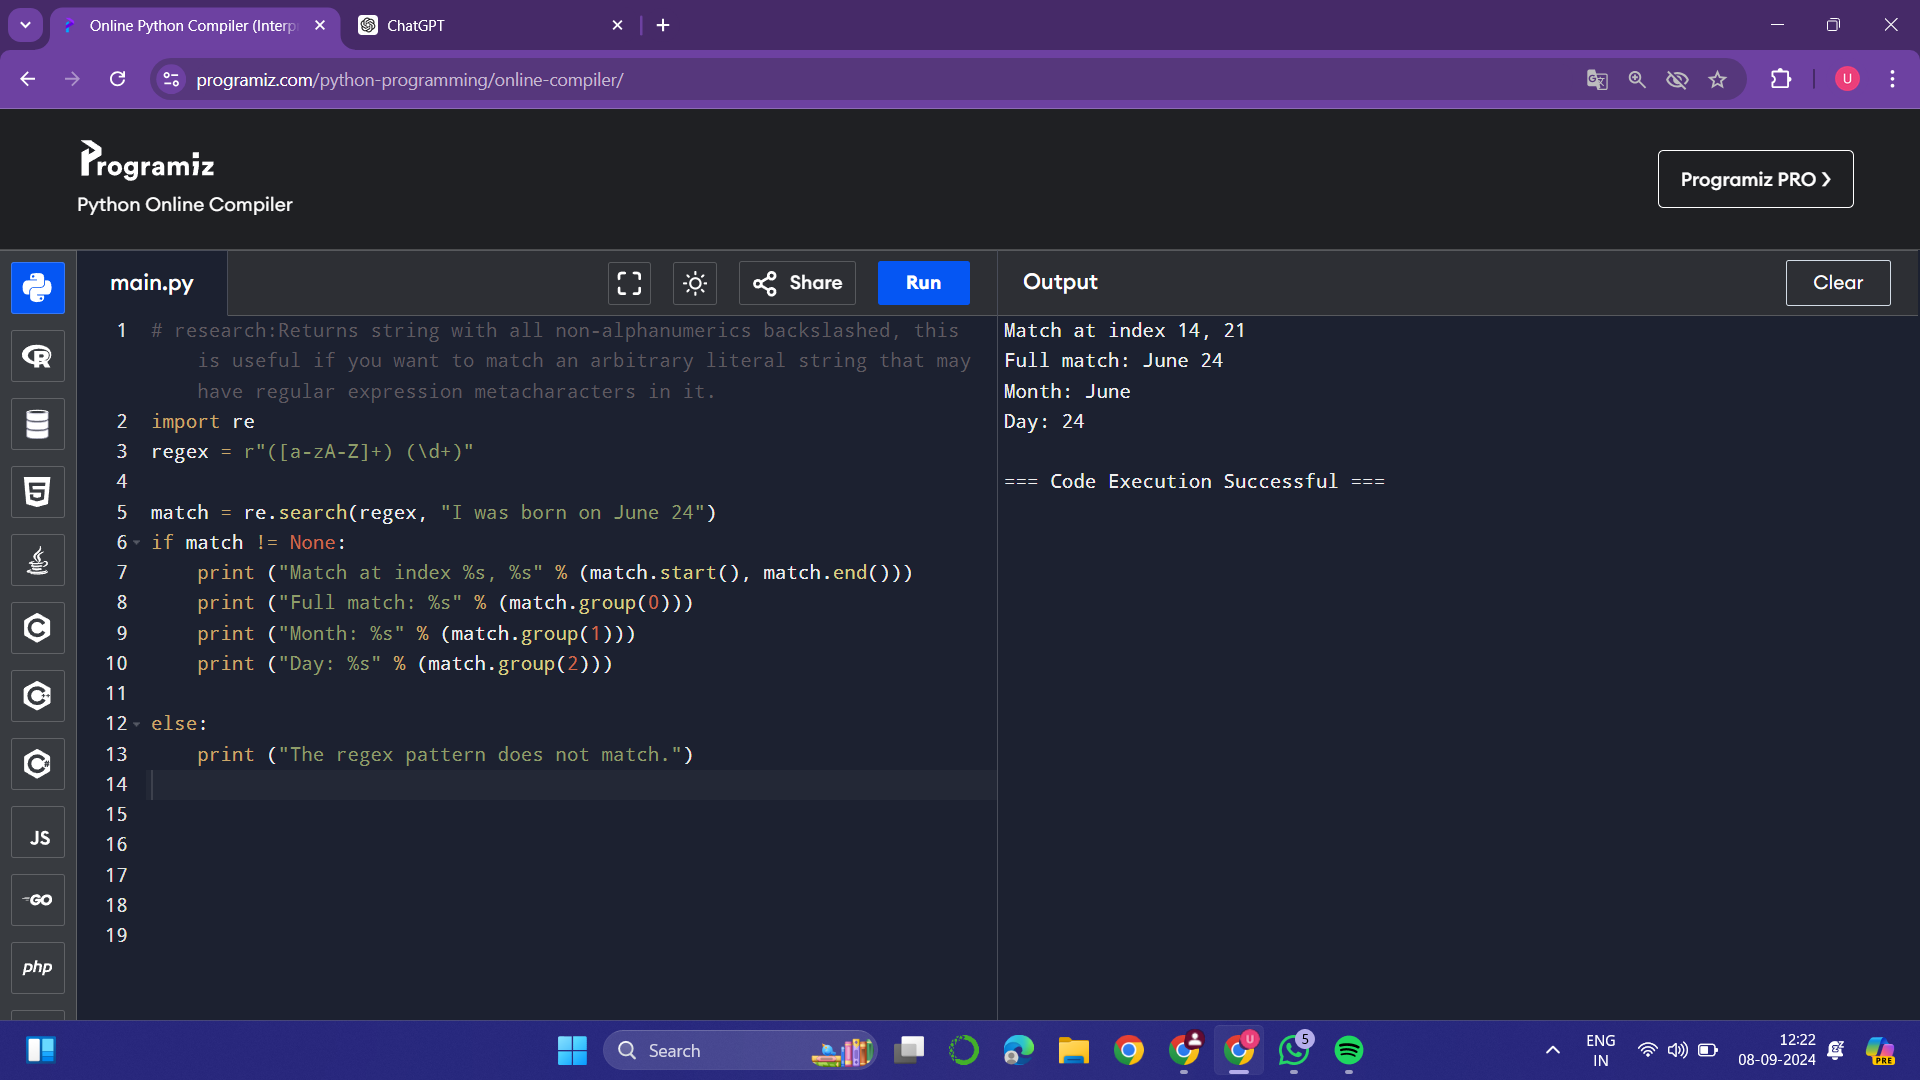 Online Python Compiler (Interp
ChatGPT
programiz.com/python-programming/online-compiler/
U
Programiz
Python Online Compiler
Programiz PRO ❯
main.py
Share
Run
Output
Clear
1 # research:Returns string with all non-alphanumerics backslashed, this
is useful if you want to match an arbitrary literal string that may
have regular expression metacharacters in it.
2 import re
3 regex = r"([a-zA-Z]+) (\d+)"
4
5 match = re.search(regex, "I was born on June 24")
6 if match != None:
7     print ("Match at index %s, %s" % (match.start(), match.end()))
8     print ("Full match: %s" % (match.group(0)))
9     print ("Month: %s" % (match.group(1)))
10     print ("Day: %s" % (match.group(2)))
11
12 else:
13     print ("The regex pattern does not match.")
14
15
16
17
18
19
Match at index 14, 21
Full match: June 24
Month: June
Day: 24
=== Code Execution Successful ===
R
5
C
C++
C#
JS
GO
php
Search
U
5
ENG
IN
12:22
08-09-2024
PRE